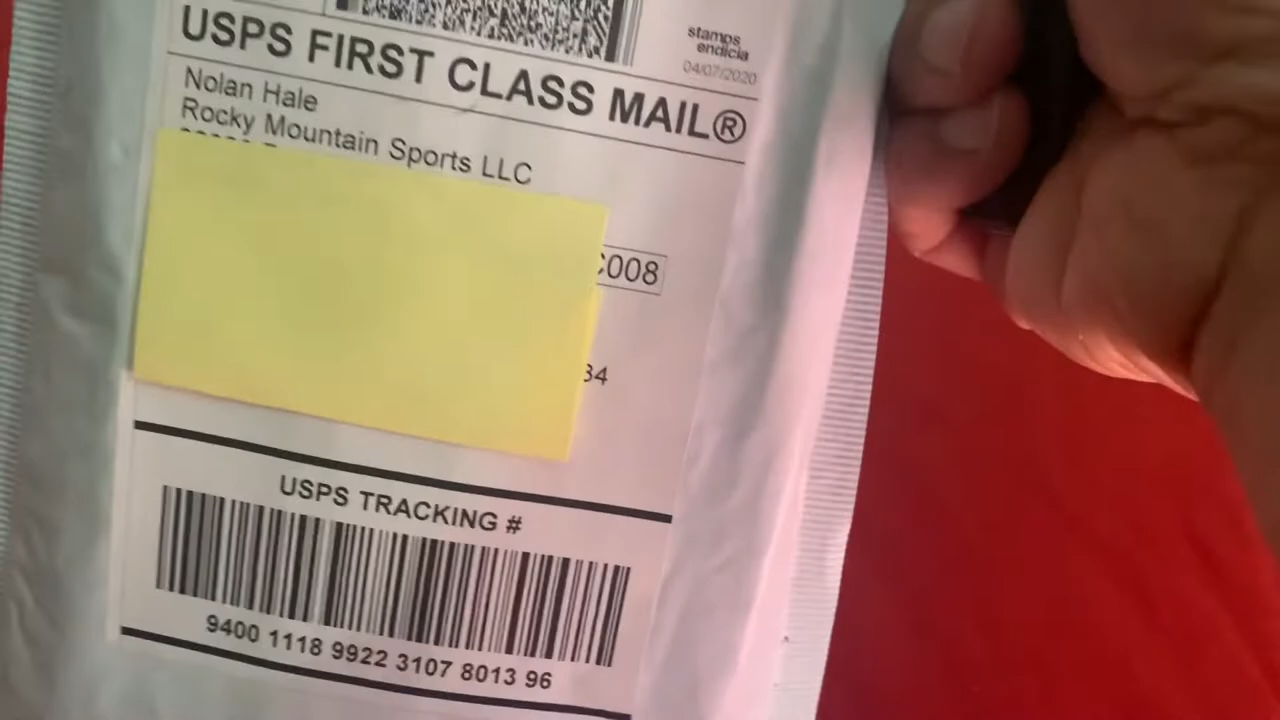 stamps
endicia
04/07/2020
USPS FIRST CLASS MAIL®
Nolan Hale
Rocky Mountain Sports LLC
C008
34
USPS TRACKING #
9400 1118 9922 3107 8013 96